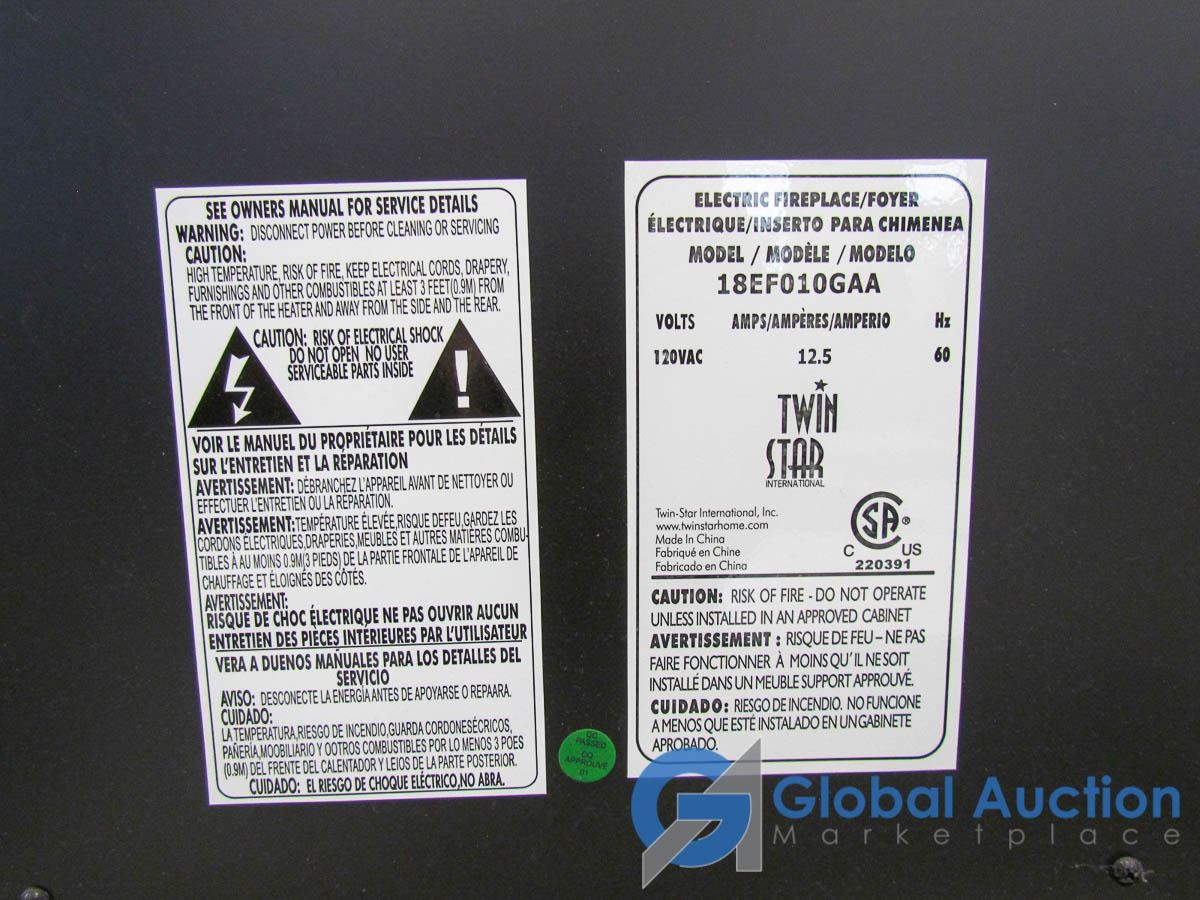 SEE OWNERS MANUAL FOR SERVICE DETAILS
WARNING: DISCONNECT POWER BEFORE CLEANING OR SERVICING
CAUTION:
HIGH TEMPERATURE, RISK OF FIRE, KEEP ELECTRICAL CORDS, DRAPERY,
FURNISHINGS AND OTHER COMBUSTIBLES AT LEAST 3 FEET(0.9M) FROM
THE FRONT OF THE HEATER AND AWAY FROM THE SIDE AND THE REAR.
CAUTION: RISK OF ELECTRICAL SHOCK
DO NOT OPEN NO USER
SERVICEABLE PARTS INSIDE
VOIR LE MANUEL DU PROPRIÉTAIRE POUR LES DÉTAILS
SUR L'ENTRETIEN ET LA RÉPARATION
AVERTISSEMENT: DÉBRANCHEZ L'APPAREIL AVANT DE NETTOYER OU
EFFECTUER L'ENTRETIEN OU LA RÉPARATION.
AVERTISSEMENT:TEMPÉRATURE ÉLEVÉE,RISQUE DEFEU,GARDEZ LES
CORDONS ÉLECTRIQUES,DRAPERIES,MEUBLES ET AUTRES MATIÈRES COMBU-
TIBLES À AU MOINS 0.9M(3 PIEDS) DE LA PARTIE FRONTALE DE L'APAREIL DE
CHAUFFAGE ET ÉLOIGNÉS DES CÔTÉS.
AVERTISSEMENT:
RISQUE DE CHOC ÉLECTRIQUE NE PAS OUVRIR AUCUN
ENTRETIEN DES PIÈCES INTÉRIEURES PAR L'UTILISATEUR
VERA A DUENOS MAÑUALES PARA LOS DETALLES DEL
SERVICIO
AVISO: DESCONECTE LA ENERGÍA ANTES DE APOYARSE O REPAARA.
CUIDADO:
LA TEMPERATURA,RIESGO DE INCENDIO,GUARDA CORDONESÉCRICOS,
PAÑERÍA,MOOBILIARIO Y OOTROS COMBUSTIBLES POR LO MENOS 3 POES
(0.9M) DEL FRENTE DEL CALENTADOR Y LEIOS DE LA PARTE POSTERIOR.
CUIDADO: EL RIESGO DE CHOQUE ELÉCTRICO,NO ABRA.
QC
PASSED
CQ
APPROUVE
01
ELECTRIC FIREPLACE/FOYER
ÉLECTRIQUE/INSERTO PARA CHIMENEA
MODEL / MODÈLE / MODELO
18EF010GAA
VOLTS AMPS/AMPÈRES/AMPERIO Hz
120VAC 12.5 60
TWIN
STAR
INTERNATIONAL
Twin-Star International, Inc.
www.twinstarhome.com
Made In China
Fabriqué en Chine
Fabricado en China
CSA ®
C US
220391
CAUTION: RISK OF FIRE - DO NOT OPERATE
UNLESS INSTALLED IN AN APPROVED CABINET
AVERTISSEMENT : RISQUE DE FEU – NE PAS
FAIRE FONCTIONNER À MOINS QU' IL NE SOIT
INSTALLÉ DANS UN MEUBLE SUPPORT APPROUVÉ.
CUIDADO: RIESGO DE INCENDIO. NO FUNCIONE
A MENOS QUE ESTÉ INSTALADO EN UN GABINETE
APROBADO.
GA Global Auction
Marketplace